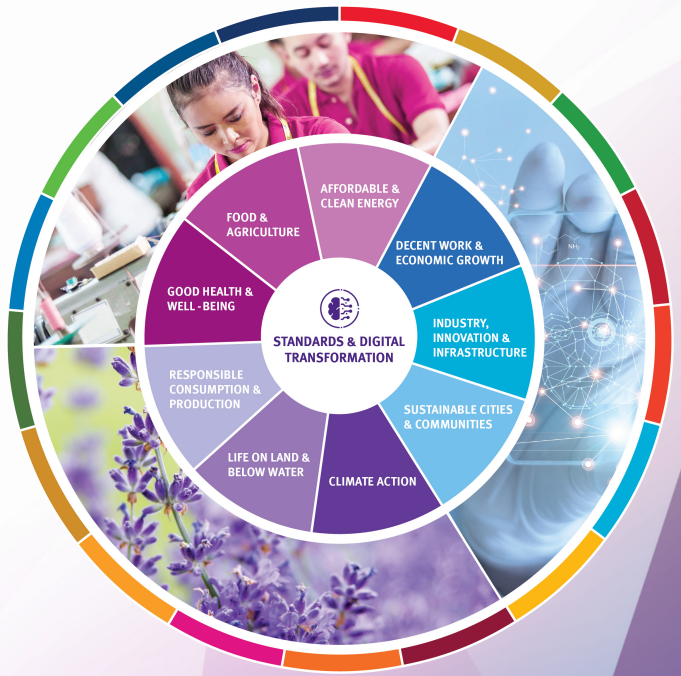 AFFORDABLE &
CLEAN ENERGY
DECENT WORK &
ECONOMIC GROWTH
INDUSTRY,
INNOVATION &
INFRASTRUCTURE
SUSTAINABLE CITIES
& COMMUNITIES
CLIMATE ACTION
LIFE ON LAND &
BELOW WATER
RESPONSIBLE
CONSUMPTION &
PRODUCTION
GOOD HEALTH &
WELL - BEING
FOOD &
AGRICULTURE
STANDARDS & DIGITAL
TRANSFORMATION
NH₂